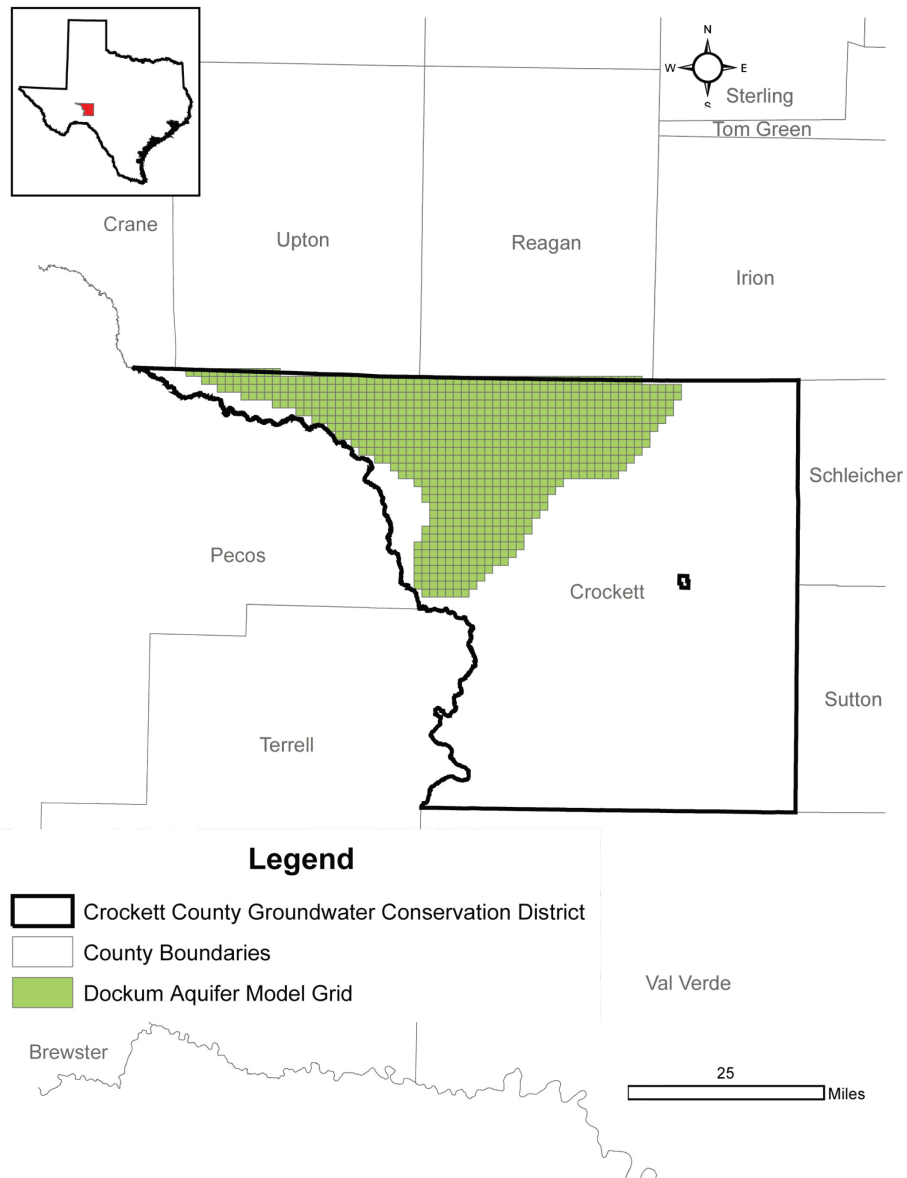 N
W
E
S
Sterling
Tom Green
Crane
Upton
Reagan
Irion
Schleicher
Pecos
Crockett
Sutton
Terrell
Legend
Crockett County Groundwater Conservation District
County Boundaries
Dockum Aquifer Model Grid
Val Verde
Brewster
25
Miles